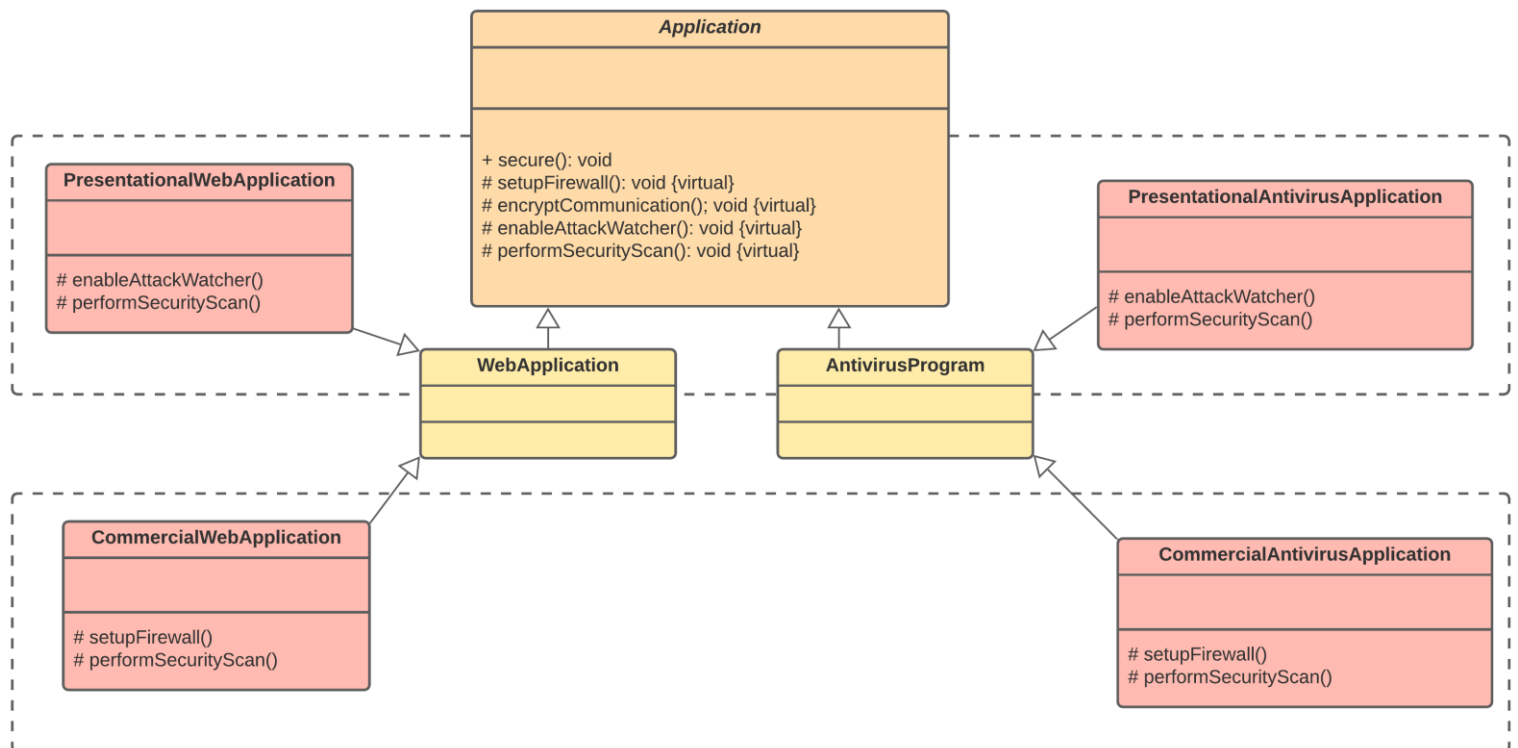 Application
+ secure(): void
# setupFirewall(): void {virtual}
# encryptCommunication(); void {virtual}
# enableAttackWatcher(): void {virtual}
# performSecurityScan(): void {virtual}
PresentationalWebApplication
# enableAttackWatcher()
# performSecurityScan()
PresentationalAntivirusApplication
# enableAttackWatcher()
# performSecurityScan()
WebApplication
AntivirusProgram
CommercialWebApplication
# setupFirewall()
# performSecurityScan()
CommercialAntivirusApplication
# setupFirewall()
# performSecurityScan()